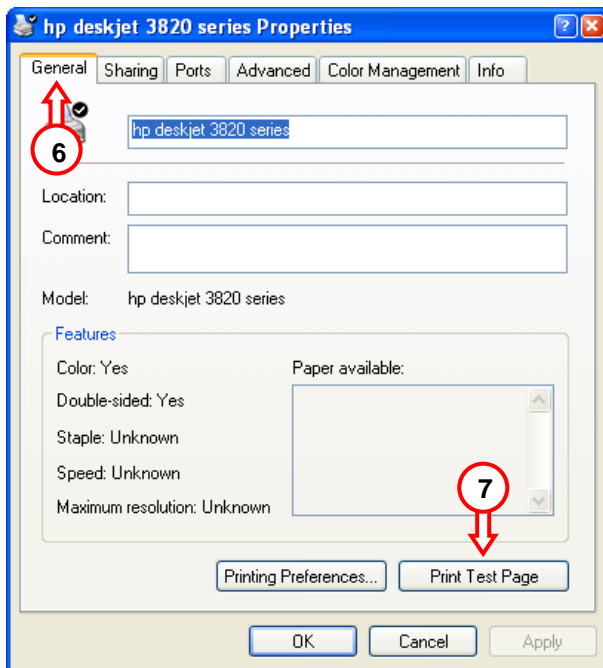 hp deskjet 3820 series Properties
General Sharing Ports Advanced Color Management Info
6
hp deskjet 3820 series
Location:
Comment:
Model: hp deskjet 3820 series
Features
Color: Yes Paper available:
Double-sided: Yes
Staple: Unknown
Speed: Unknown
7
Maximum resolution: Unknown
Printing Preferences... Print Test Page
OK Cancel Apply